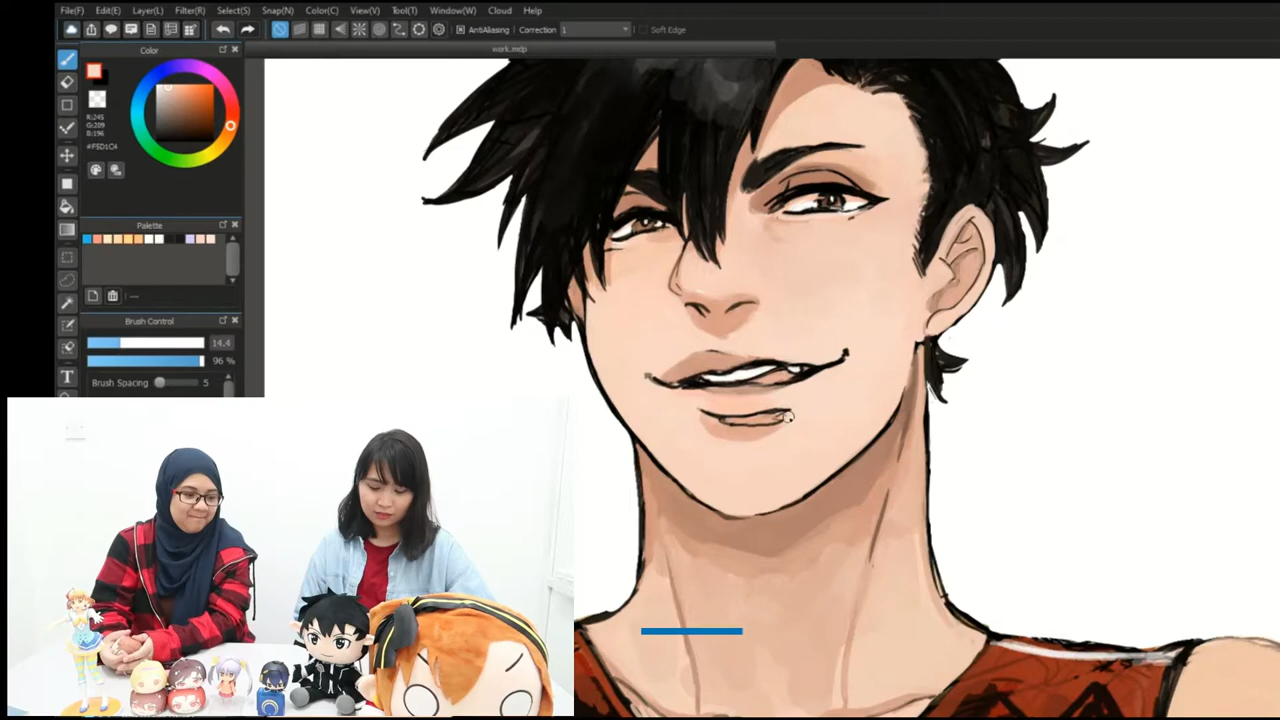 File(F) Edit(E) Layer(L) Filter(R) Select(S) Snap(N) Color(C) View(V) Tool(T) Window(W) Cloud Help
AntiAliasing Correction 1 Soft Edge
work.mdp
Color
R:245
G:209
B:196
#F5D1C4
Palette
Brush Control
14.4
96 %
Brush Spacing 5
T